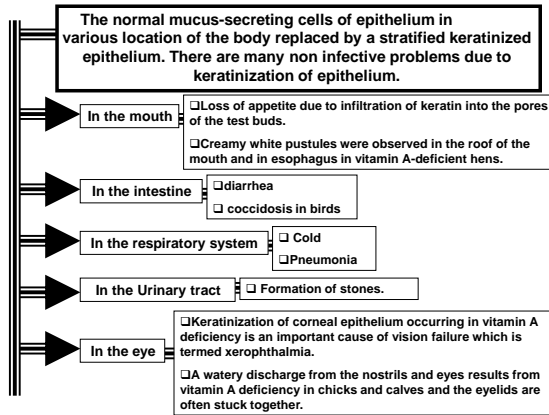 The normal mucus-secreting cells of epithelium in
various location of the body replaced by a stratified keratinized
epithelium. There are many non infective problems due to
keratinization of epithelium.
In the mouth
❑Loss of appetite due to infiltration of keratin into the pores
of the test buds.
❑Creamy white pustules were observed in the roof of the
mouth and in esophagus in vitamin A-deficient hens.
In the intestine
❑diarrhea
❑ coccidosis in birds
In the respiratory system
❑ Cold
❑Pneumonia
In the Urinary tract
❑ Formation of stones.
In the eye
❑Keratinization of corneal epithelium occurring in vitamin A
deficiency is an important cause of vision failure which is
termed xerophthalmia.
❑A watery discharge from the nostrils and eyes results from
vitamin A deficiency in chicks and calves and the eyelids are
often stuck together.